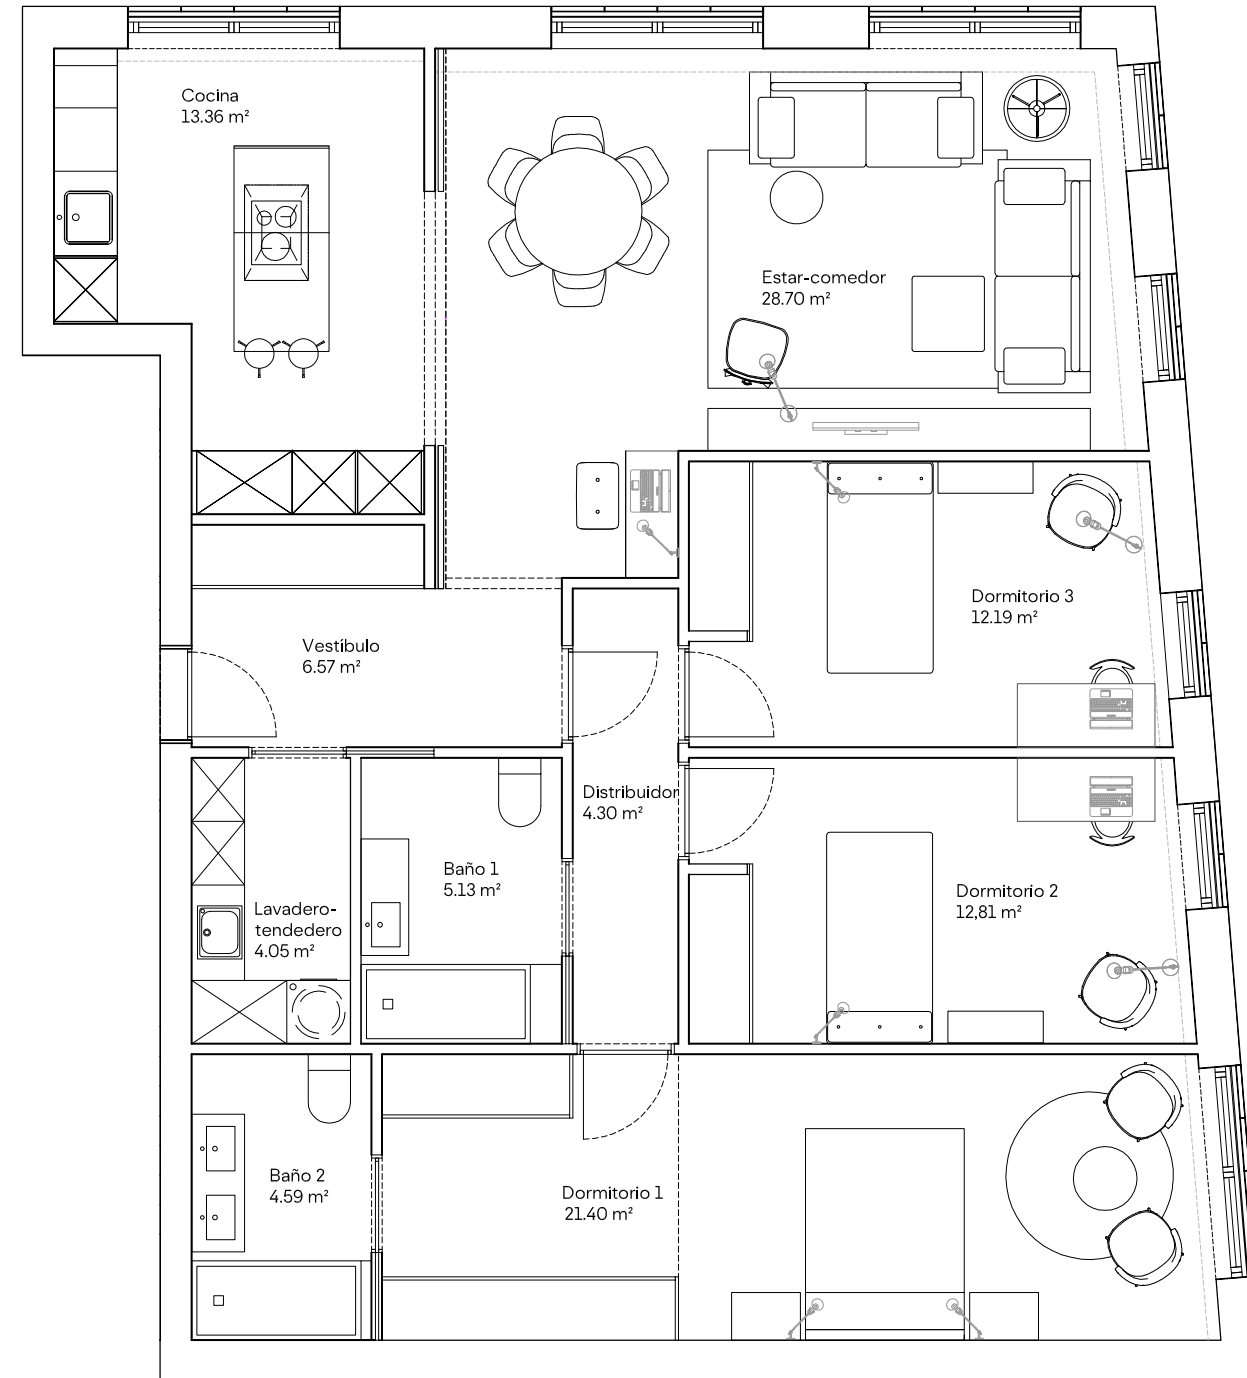 Cocina
13.36 m²
Estar-comedor
28.70 m²
Dormitorio 3
12.19 m²
Vestíbulo
6.57 m²
Distribuidor
4.30 m²
Baño 1
5.13 m²
Dormitorio 2
12,81 m²
Lavadero-
tendedero
4.05 m²
Baño 2
4.59 m²
Dormitorio 1
21.40 m²